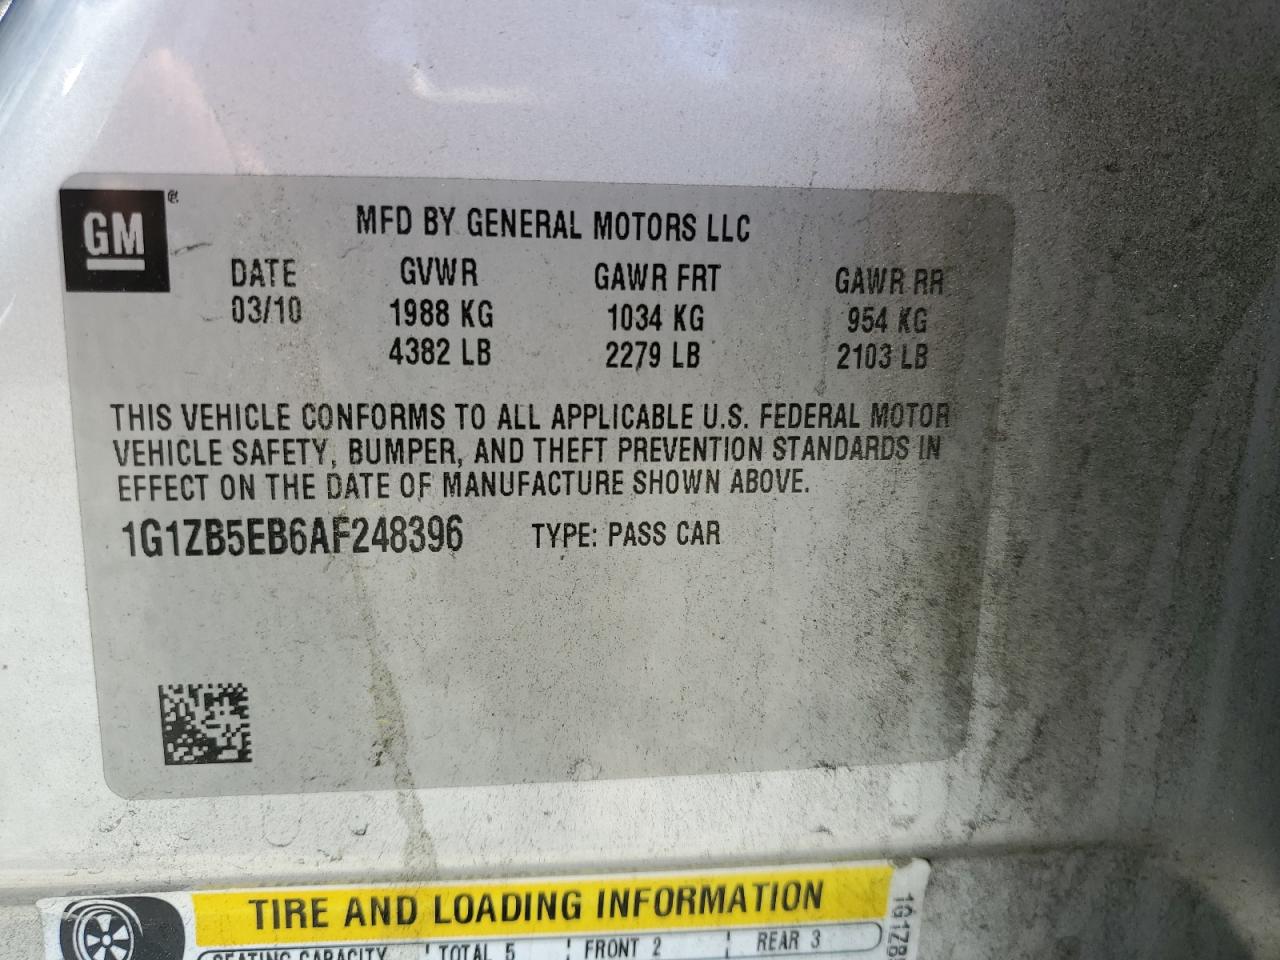 GM
MFD BY GENERAL MOTORS LLC
DATE GVWR GAWR FRT GAWR RR
03/10 1988 KG 1034 KG 954 KG
4382 LB 2279 LB 2103 LB
THIS VEHICLE CONFORMS TO ALL APPLICABLE U.S. FEDERAL MOTOR
VEHICLE SAFETY, BUMPER, AND THEFT PREVENTION STANDARDS IN
EFFECT ON THE DATE OF MANUFACTURE SHOWN ABOVE.
1G1ZB5EB6AF248396 TYPE: PASS CAR
TIRE AND LOADING INFORMATION
SEATING CAPACITY TOTAL 5 FRONT 2 REAR 3